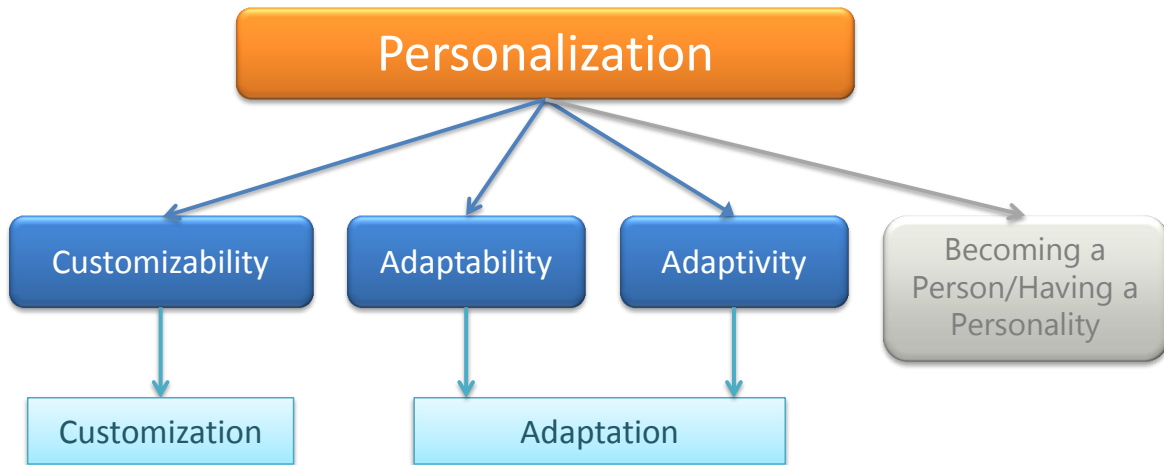 Personalization
Customizability
Adaptability
Adaptivity
Becoming a
Person/Having a
Personality
Customization
Adaptation